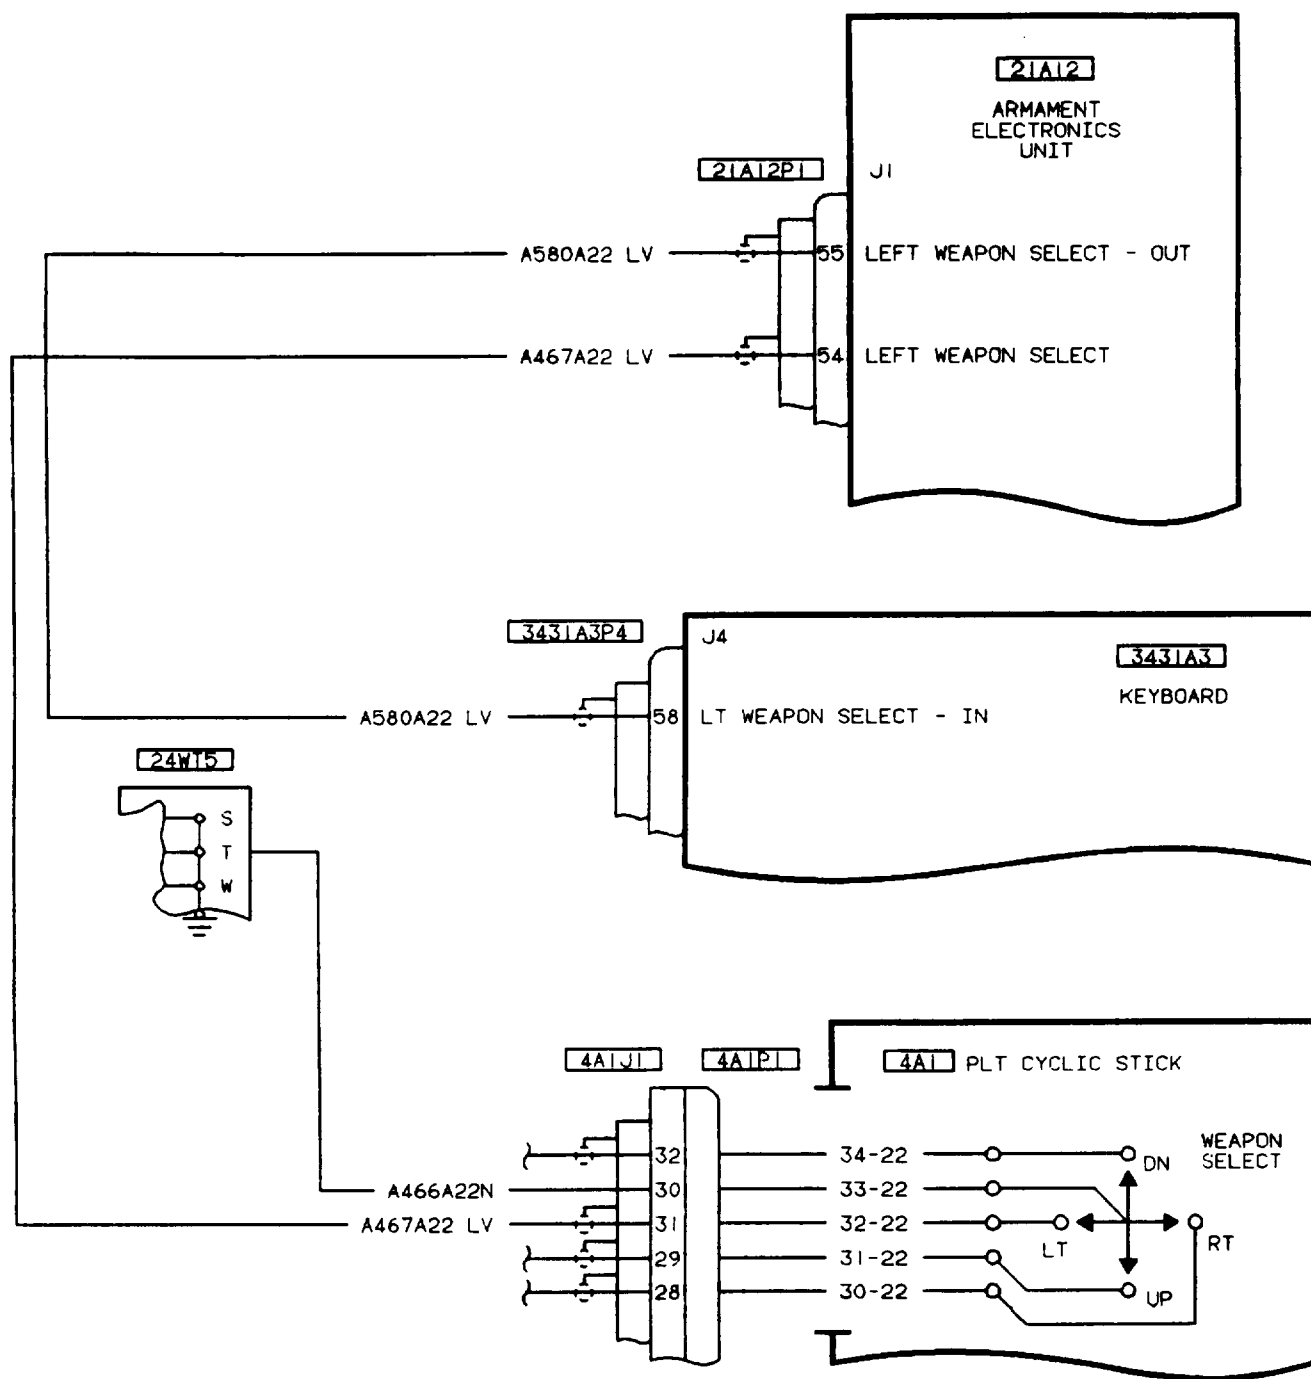 21A12
ARMAMENT
ELECTRONICS
UNIT
21A12P1
J1
A580A22 LV
55
LEFT WEAPON SELECT - OUT
A467A22 LV
54
LEFT WEAPON SELECT
3431A3P4
J4
3431A3
KEYBOARD
A580A22 LV
58
LT WEAPON SELECT - IN
24WT5
S
T
W
4A1J1
4A1P1
4A1
PLT CYCLIC STICK
32
34-22
DN
WEAPON
SELECT
A466A22N
30
33-22
A467A22 LV
31
32-22
LT
RT
29
31-22
28
30-22
UP